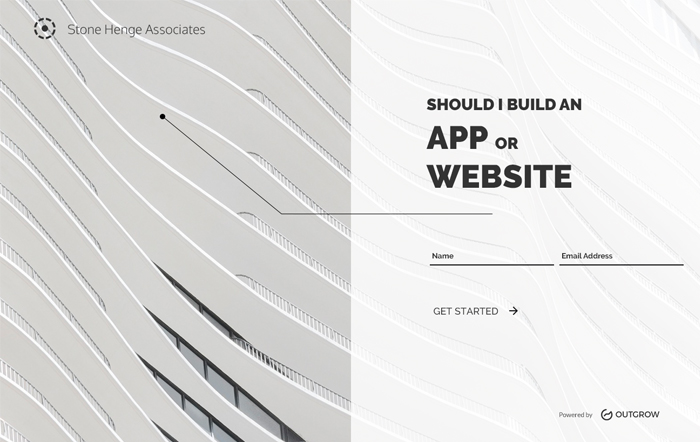 Stone Henge Associates
SHOULD I BUILD AN
APP OR
WEBSITE
Name
Email Address
GET STARTED
Powered by OUTGROW